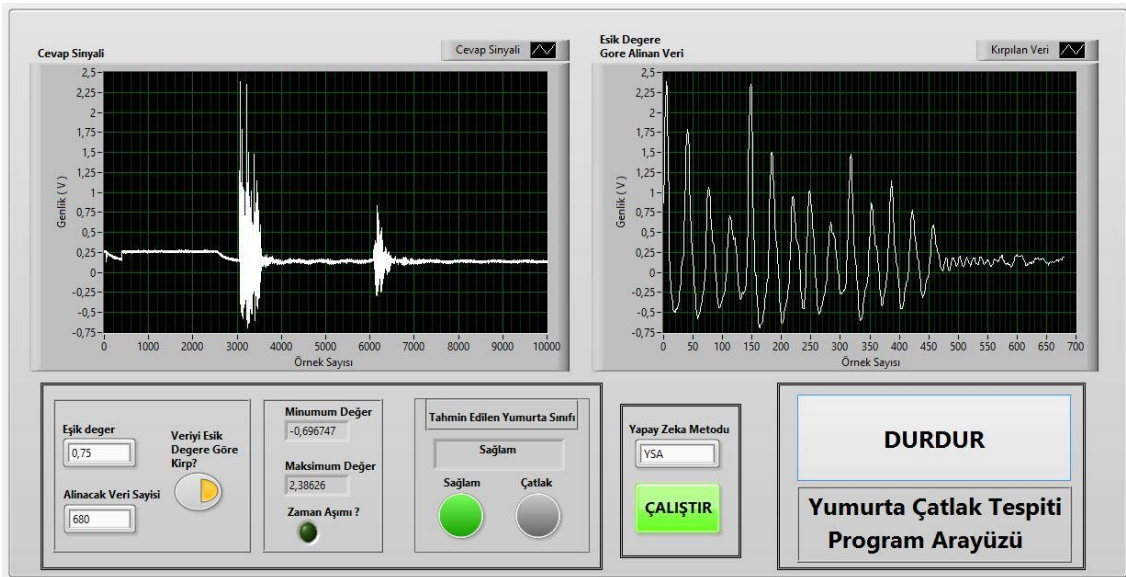 Cevap Sinyali
Cevap Sinyali
2,5
2,25
2
1,75
1,5
1,25
1
0,75
0,5
0,25
0
-0,25
-0,5
-0,75
Genlik ( V )
0 1000 2000 3000 4000 5000 6000 7000 8000 9000 10000
Örnek Sayısı
Esik Degere
Gore Alinan Veri
Kırpılan Veri
2,5
2,25
2
1,75
1,5
1,25
1
0,75
0,5
0,25
0
-0,25
-0,5
-0,75
Genlik ( V )
0 50 100 150 200 250 300 350 400 450 500 550 600 650 700
Örnek Sayısı
Eşik deger
0,75
Alinacak Veri Sayisi
680
Veriyi Esik
Degere Göre
Kirp?
Minumum Değer
-0,696747
Maksimum Değer
2,38626
Zaman Aşımı ?
Tahmin Edilen Yumurta Sınıfı
Sağlam
Sağlam Çatlak
Yapay Zeka Metodu
YSA
ÇALIŞTIR
DURDUR
Yumurta Çatlak Tespiti
Program Arayüzü